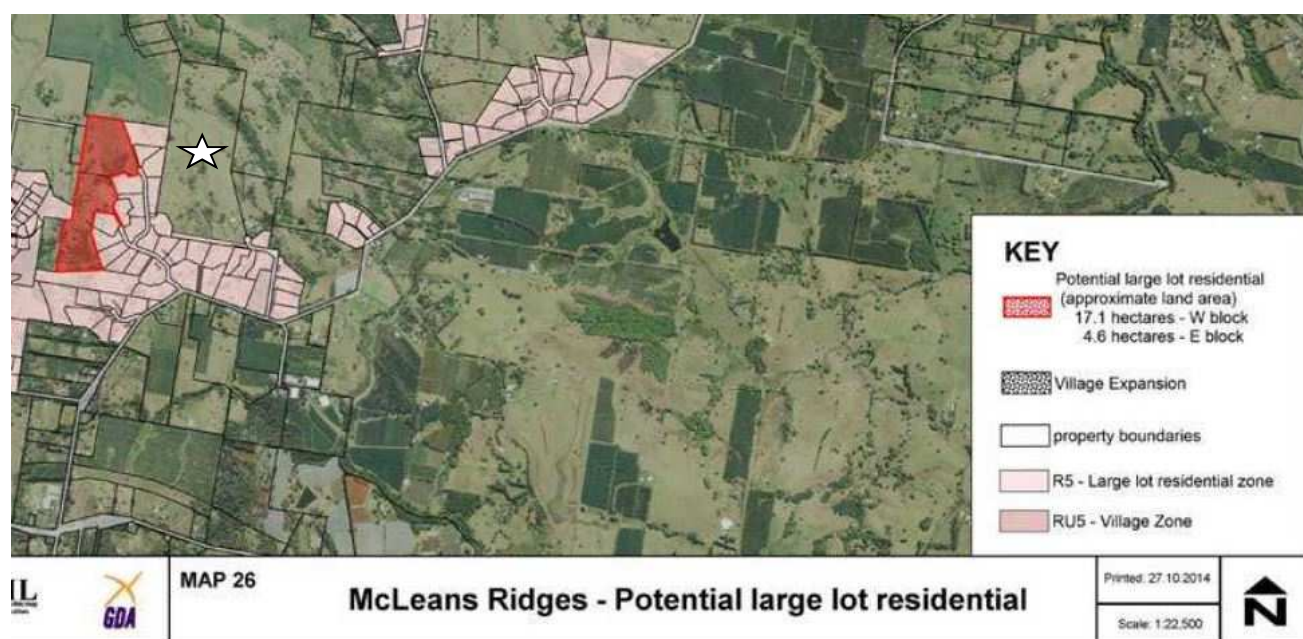 KEY
Potential large lot residential
(approximate land area)
17.1 hectares - W block
4.6 hectares - E block
Village Expansion
property boundaries
R5 - Large lot residential zone
RU5 - Village Zone
GDA
MAP 26
McLeans Ridges - Potential large lot residential
Printed: 27.10.2014
Scale: 1:22,500
N